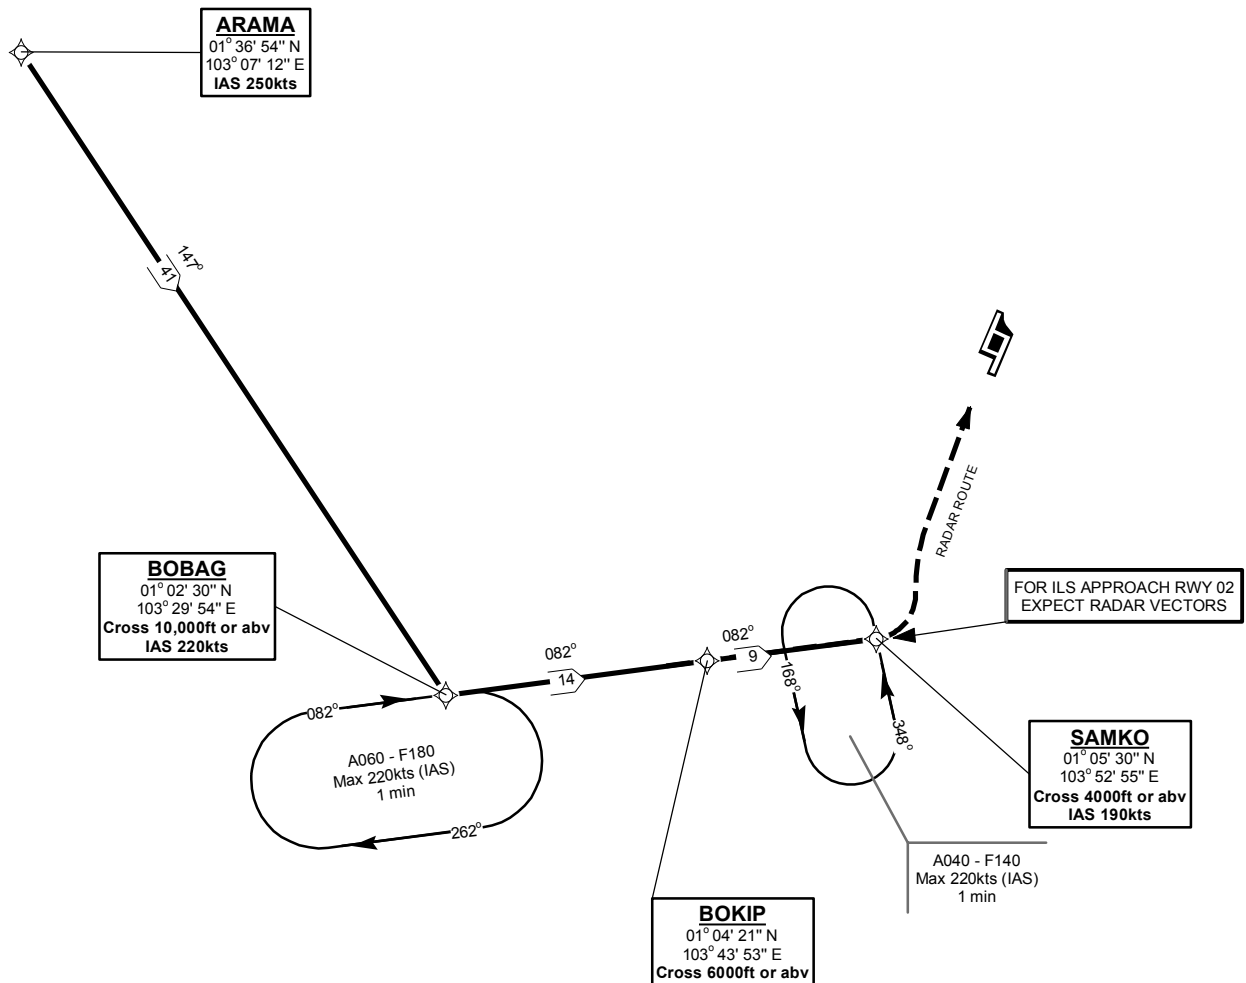 ARAMA
01° 36' 54" N
103° 07' 12" E
IAS 250kts
147°
41
RADAR ROUTE
BOBAG
01° 02' 30" N
103° 29' 54" E
Cross 10,000ft or abv
IAS 220kts
FOR ILS APPROACH RWY 02
EXPECT RADAR VECTORS
082°
14
082°
9
168°
348°
082°
A060 - F180
Max 220kts (IAS)
1 min
262°
SAMKO
01° 05' 30" N
103° 52' 55" E
Cross 4000ft or abv
IAS 190kts
A040 - F140
Max 220kts (IAS)
1 min
BOKIP
01° 04' 21" N
103° 43' 53" E
Cross 6000ft or abv